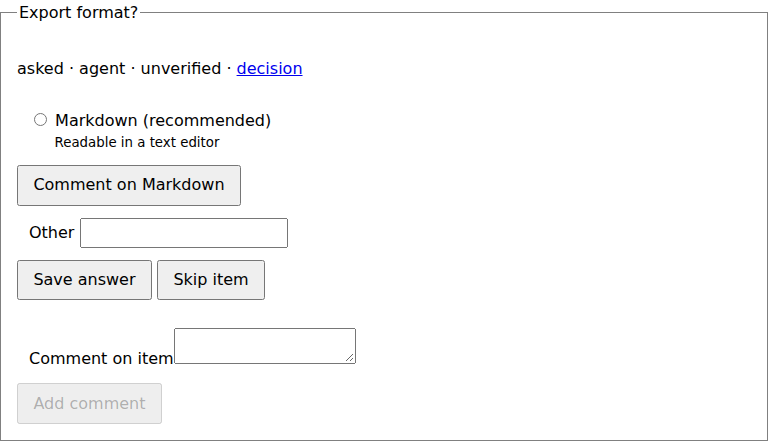 Export format?
asked · agent · unverified · decision
Markdown (recommended)
Readable in a text editor
Comment on Markdown
Other
Save answer Skip item
Comment on item
Add comment